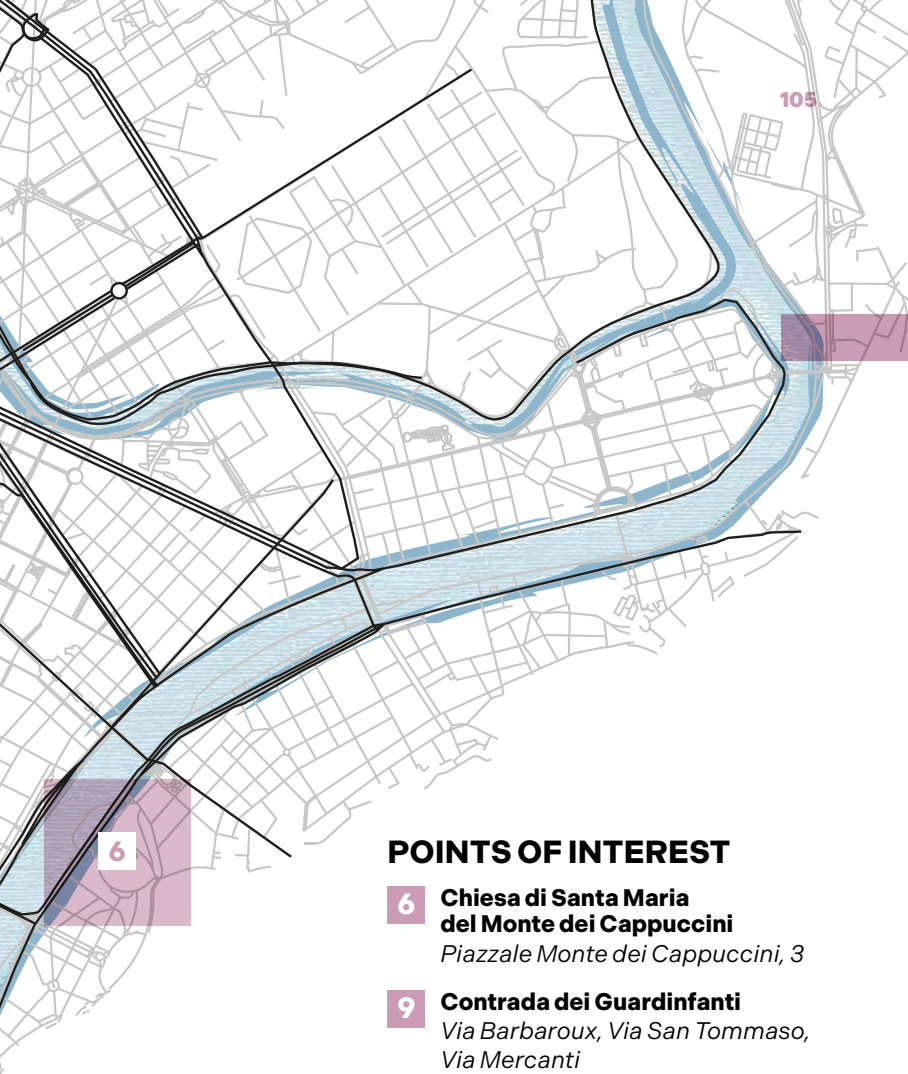 105
6
POINTS OF INTEREST
6
Chiesa di Santa Maria
del Monte dei Cappuccini
Piazzale Monte dei Cappuccini, 3
9
Contrada dei Guardinfanti
Via Barbaroux, Via San Tommaso,
Via Mercanti